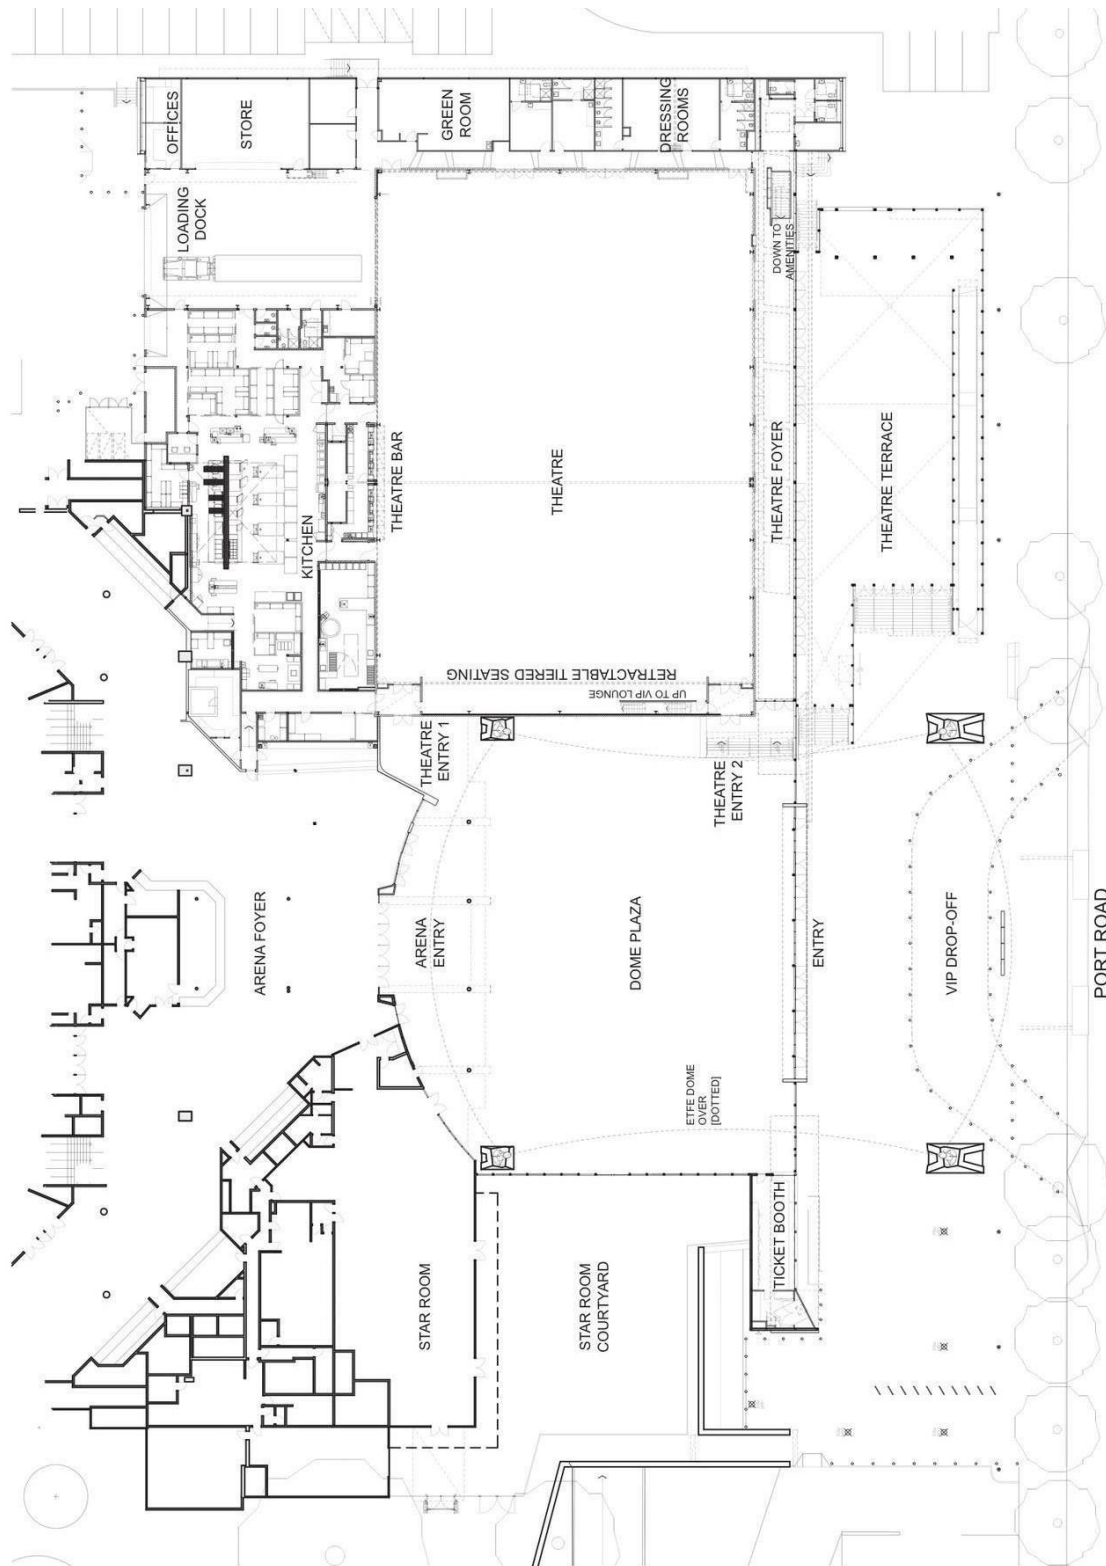 OFFICES
STORE
GREEN
ROOM
DRESSING
ROOMS
LOADING
DOCK
DOWN TO
AMENITIES
KITCHEN
THEATRE BAR
THEATRE
THEATRE FOYER
THEATRE TERRACE
RETRACTABLE TIERED SEATING
UP TO VIP LOUNGE
THEATRE
ENTRY 1
THEATRE
ENTRY 2
ARENA FOYER
ARENA
ENTRY
DOME PLAZA
ENTRY
VIP DROP-OFF
PORT ROAD
ETFE DOME
OVER
[DOTTED]
STAR ROOM
STAR ROOM
COURTYARD
TICKET BOOTH